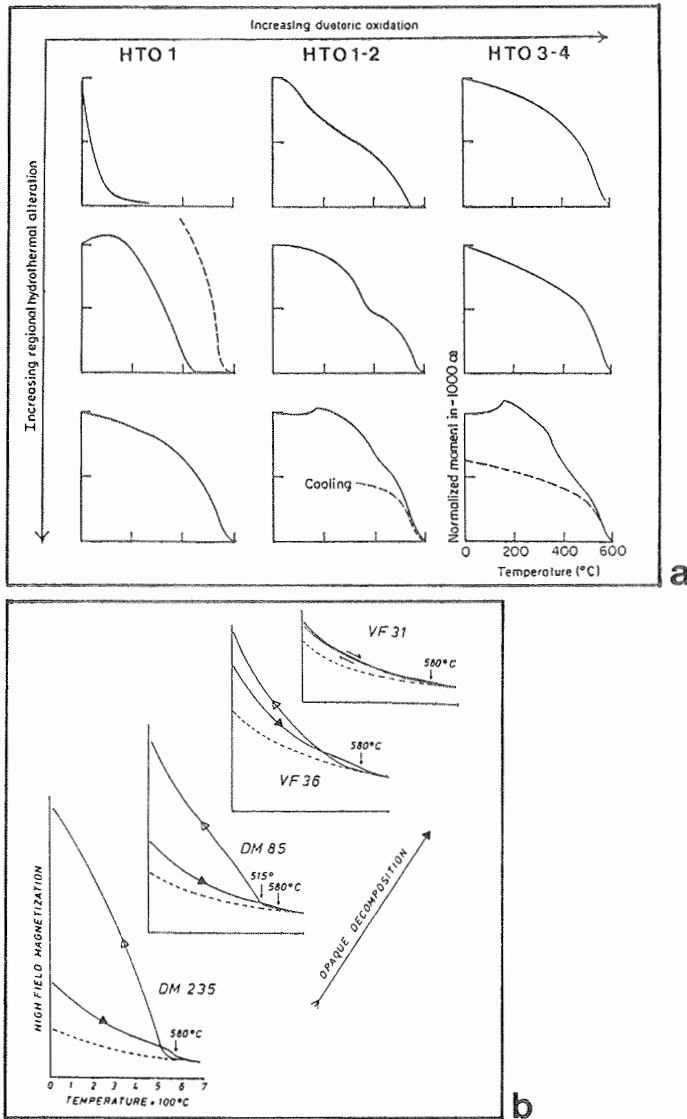 Increasing deuteric oxidation
HTO 1
HTO 1-2
HTO 3-4
Increasing regional hydrothermal alteration
Cooling
Normalized moment in ~1000 oe
0 200 400 600
Temperature (°C)
a
VF 31
580°C
VF 36
580°C
DM 85
515°
580°C
DM 235
580°C
OPAQUE DECOMPOSITION
HIGH FIELD MAGNETIZATION
0 1 2 3 4 5 6 7
TEMPERATURE × 100°C
b